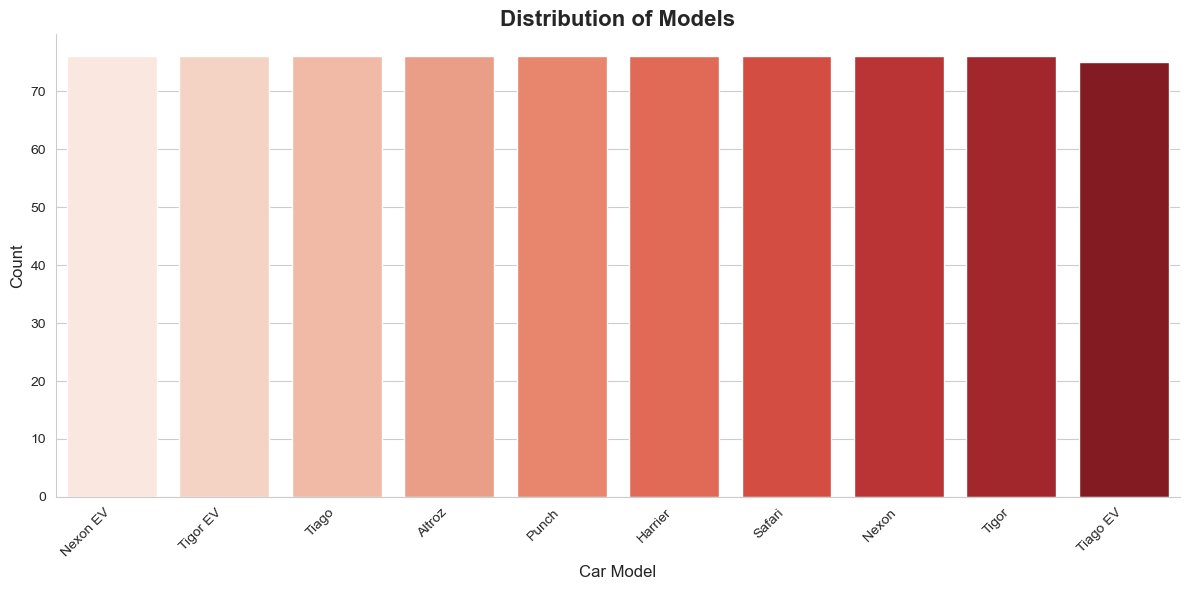 Distribution of Models
Count
70
60
50
40
30
20
10
0
Nexon EV
Tigor EV
Tiago
Altroz
Punch
Harrier
Safari
Nexon
Tigor
Tiago EV
Car Model